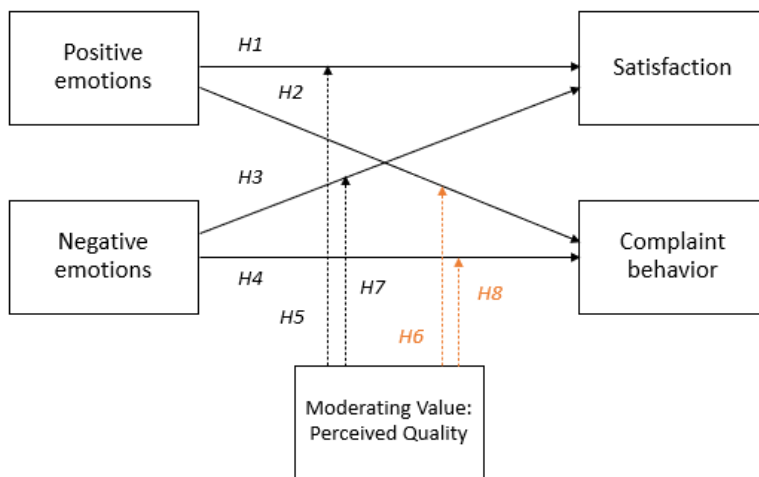 Positive
emotions
H1
H2
Satisfaction
H3
Negative
emotions
H4
H7
H5
H8
H6
Complaint
behavior
Moderating Value:
Perceived Quality